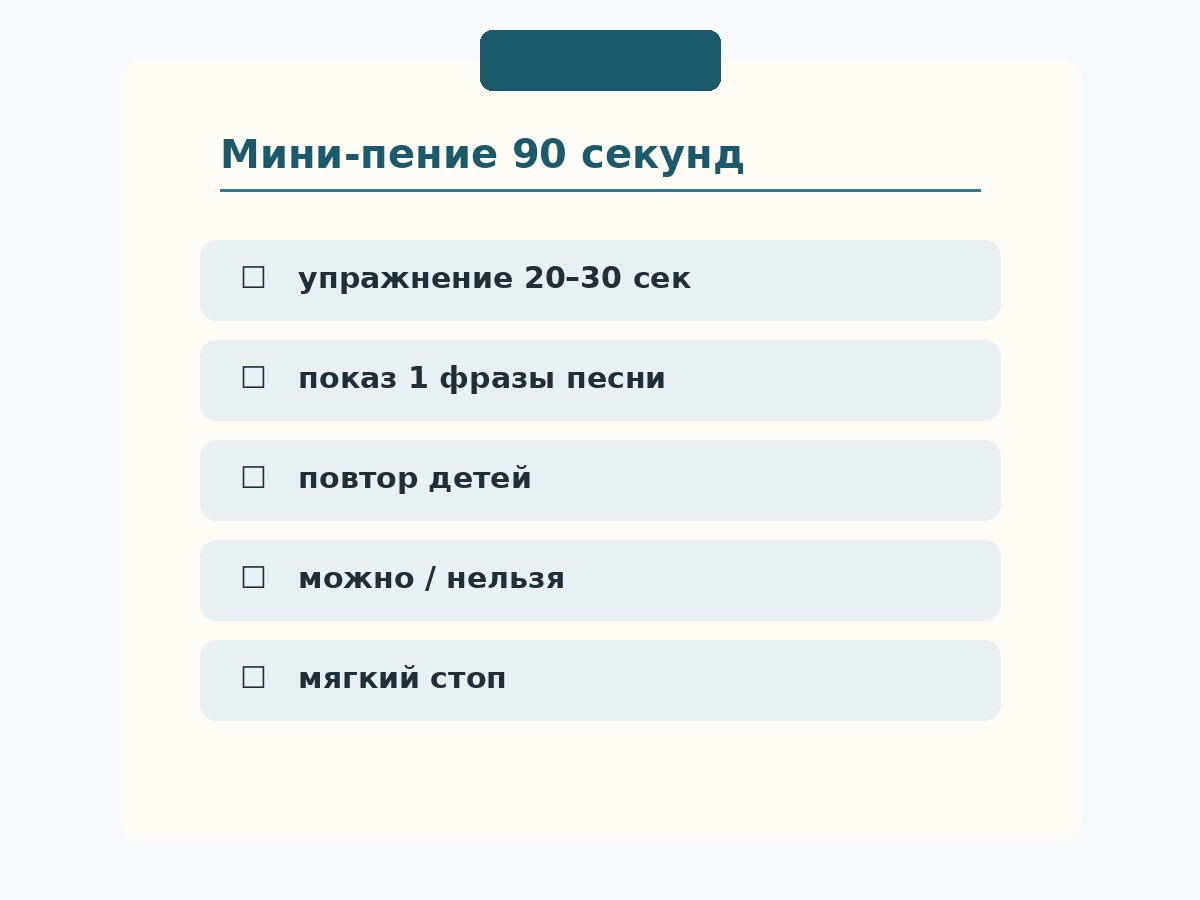 Мини-пение 90 секунд
☐ упражнение 20–30 сек
☐ показ 1 фразы песни
☐ повтор детей
☐ можно / нельзя
☐ мягкий стоп